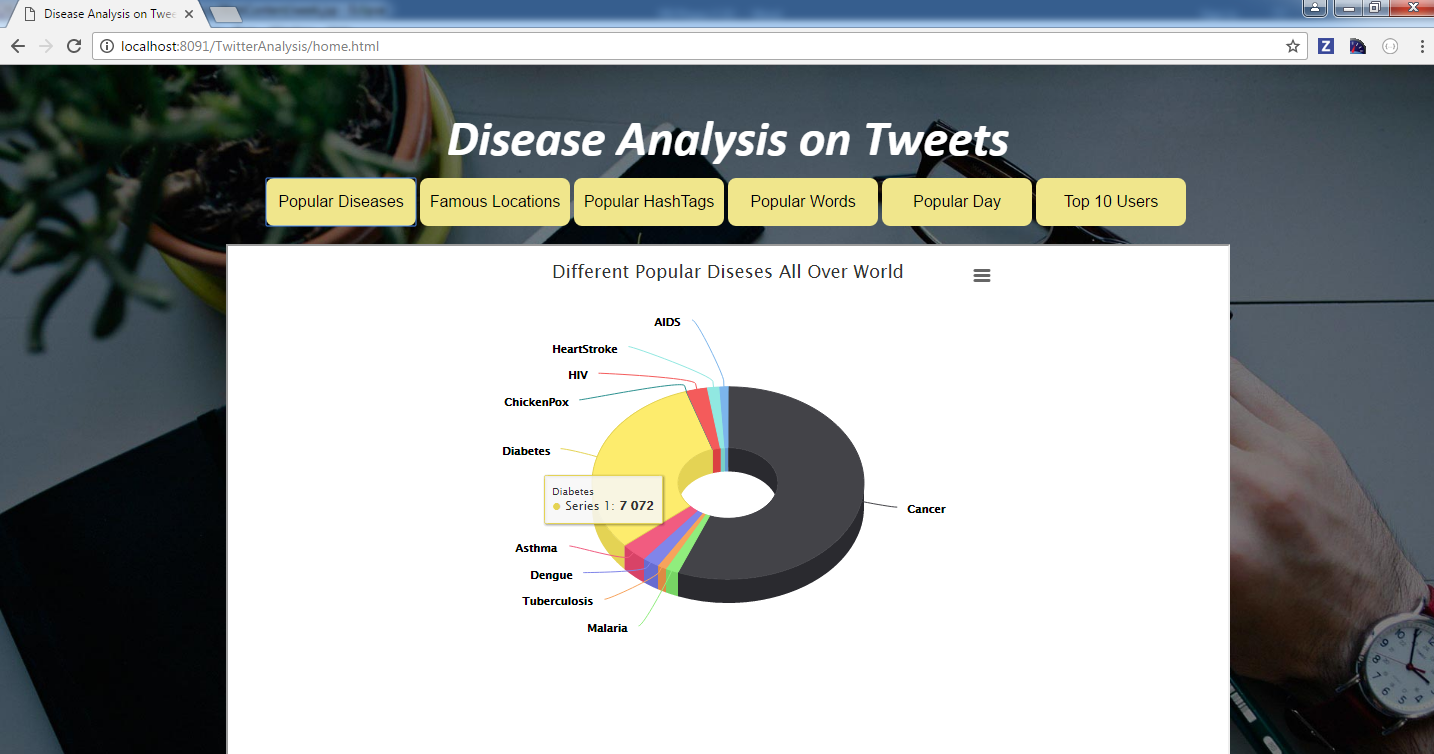 Disease Analysis on Twee
localhost:8091/TwitterAnalysis/home.html
Z
Disease Analysis on Tweets
Popular Diseases
Famous Locations
Popular HashTags
Popular Words
Popular Day
Top 10 Users
Different Popular Diseses All Over World
AIDS
HeartStroke
HIV
ChickenPox
Diabetes
Diabetes
Series 1: 7 072
Cancer
Asthma
Dengue
Tuberculosis
Malaria